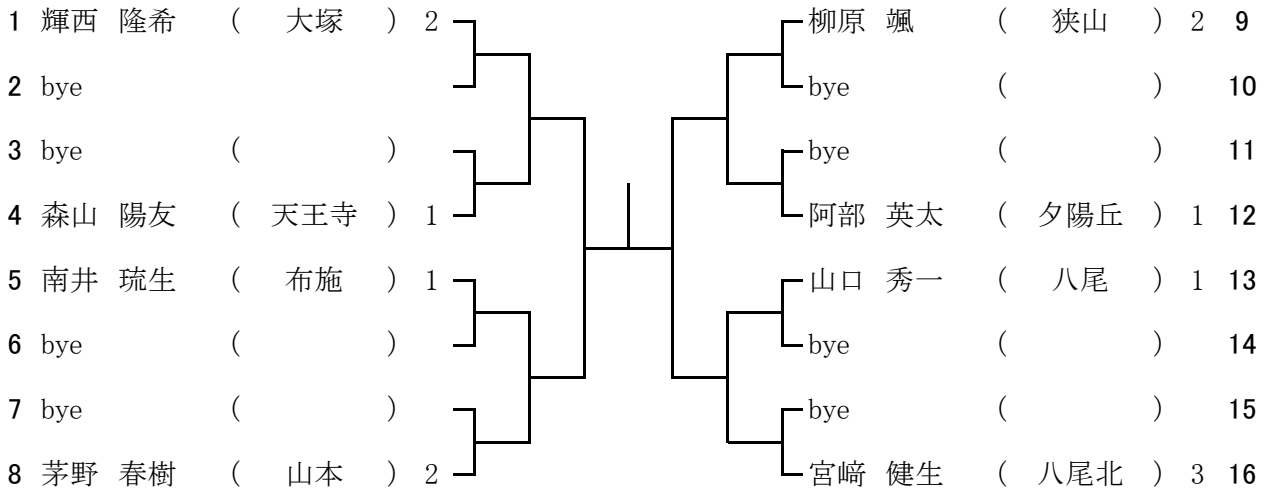 1 輝西 隆希 ( 大塚 ) 2
2 bye
3 bye ( )
4 森山 陽友 ( 天王寺 ) 1
5 南井 琉生 ( 布施 ) 1
6 bye ( )
7 bye ( )
8 茅野 春樹 ( 山本 ) 2
柳原 颯 ( 狭山 ) 2 9
bye ( ) 10
bye ( ) 11
阿部 英太 ( 夕陽丘 ) 1 12
山口 秀一 ( 八尾 ) 1 13
bye ( ) 14
bye ( ) 15
宮﨑 健生 ( 八尾北 ) 3 16